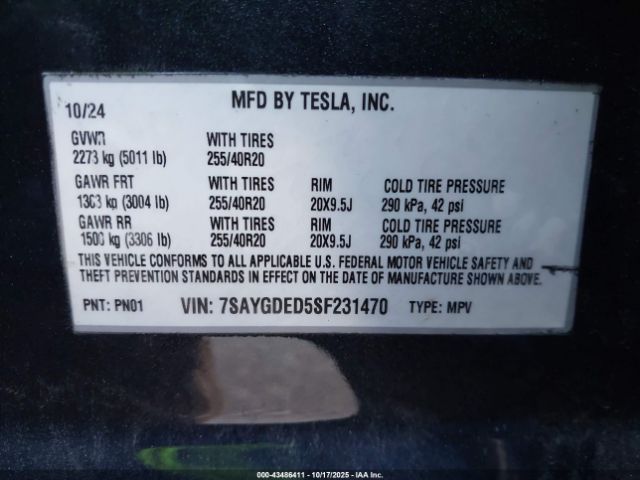 MFD BY TESLA, INC.
10/24
GVWR WITH TIRES
2273 kg (5011 lb) 255/40R20
GAWR FRT WITH TIRES RIM COLD TIRE PRESSURE
1363 kg (3004 lb) 255/40R20 20X9.5J 290 kPa, 42 psi
GAWR RR WITH TIRES RIM COLD TIRE PRESSURE
1500 kg (3306 lb) 255/40R20 20X9.5J 290 kPa, 42 psi
THIS VEHICLE CONFORMS TO ALL APPLICABLE U.S. FEDERAL MOTOR VEHICLE SAFETY AND
THEFT PREVENTION STANDARDS IN EFFECT ON THE DATE OF MANUFACTURE SHOWN ABOVE.
PNT: PN01 VIN: 7SAYGDED5SF231470 TYPE: MPV
000-43486411 - 10/17/2025 - IAA Inc.